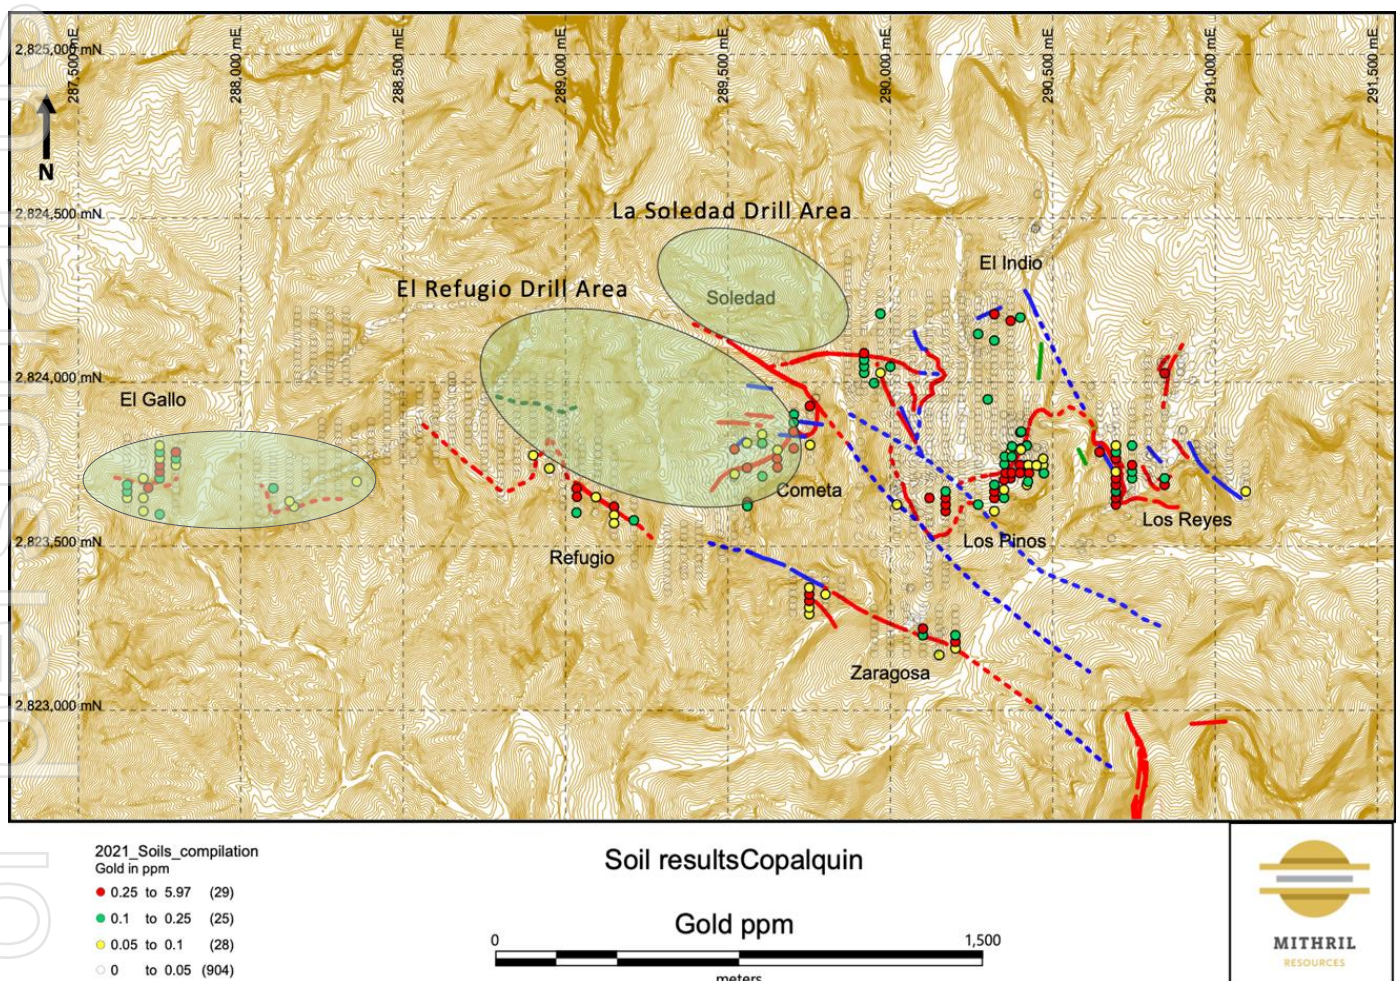 287,500 mE
288,000 mE
288,500 mE
289,000 mE
289,500 mE
290,000 mE
290,500 mE
291,000 mE
291,500 mE
2,825,000 mN
N
2,824,500 mN
La Soledad Drill Area
El Indio
El Refugio Drill Area
Soledad
2,824,000 mN
El Gallo
Cometa
Los Reyes
2,823,500 mN
Los Pinos
Refugio
Zaragosa
2,823,000 mN
2021_Soils_compilation
Gold in ppm
0.25 to 5.97 (29)
0.1 to 0.25 (25)
0.05 to 0.1 (28)
0 to 0.05 (904)
Soil resultsCopalquin
Gold ppm
0 1,500
meters
MITHRIL
RESOURCES